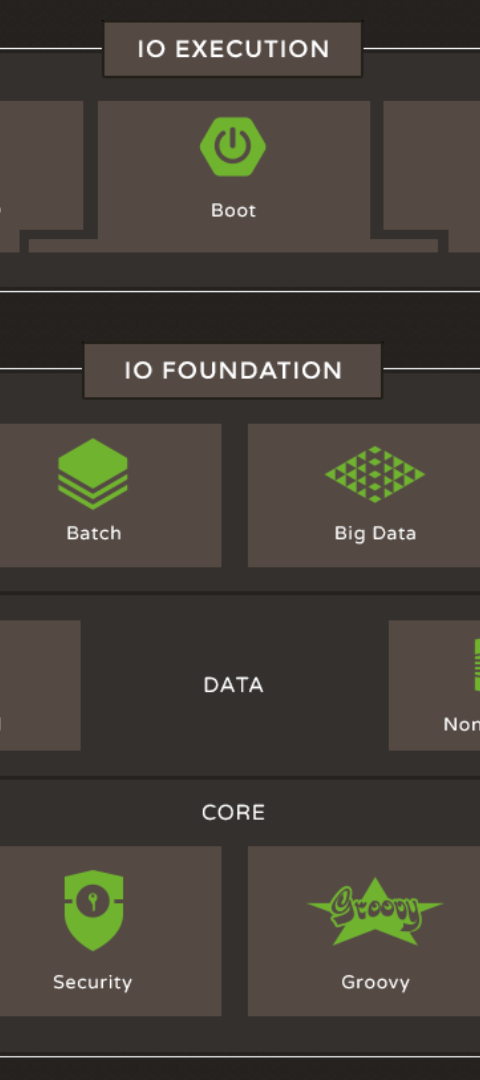 IO EXECUTION
Boot
IO FOUNDATION
Batch
Big Data
DATA
CORE
Groovy
Security
Groovy